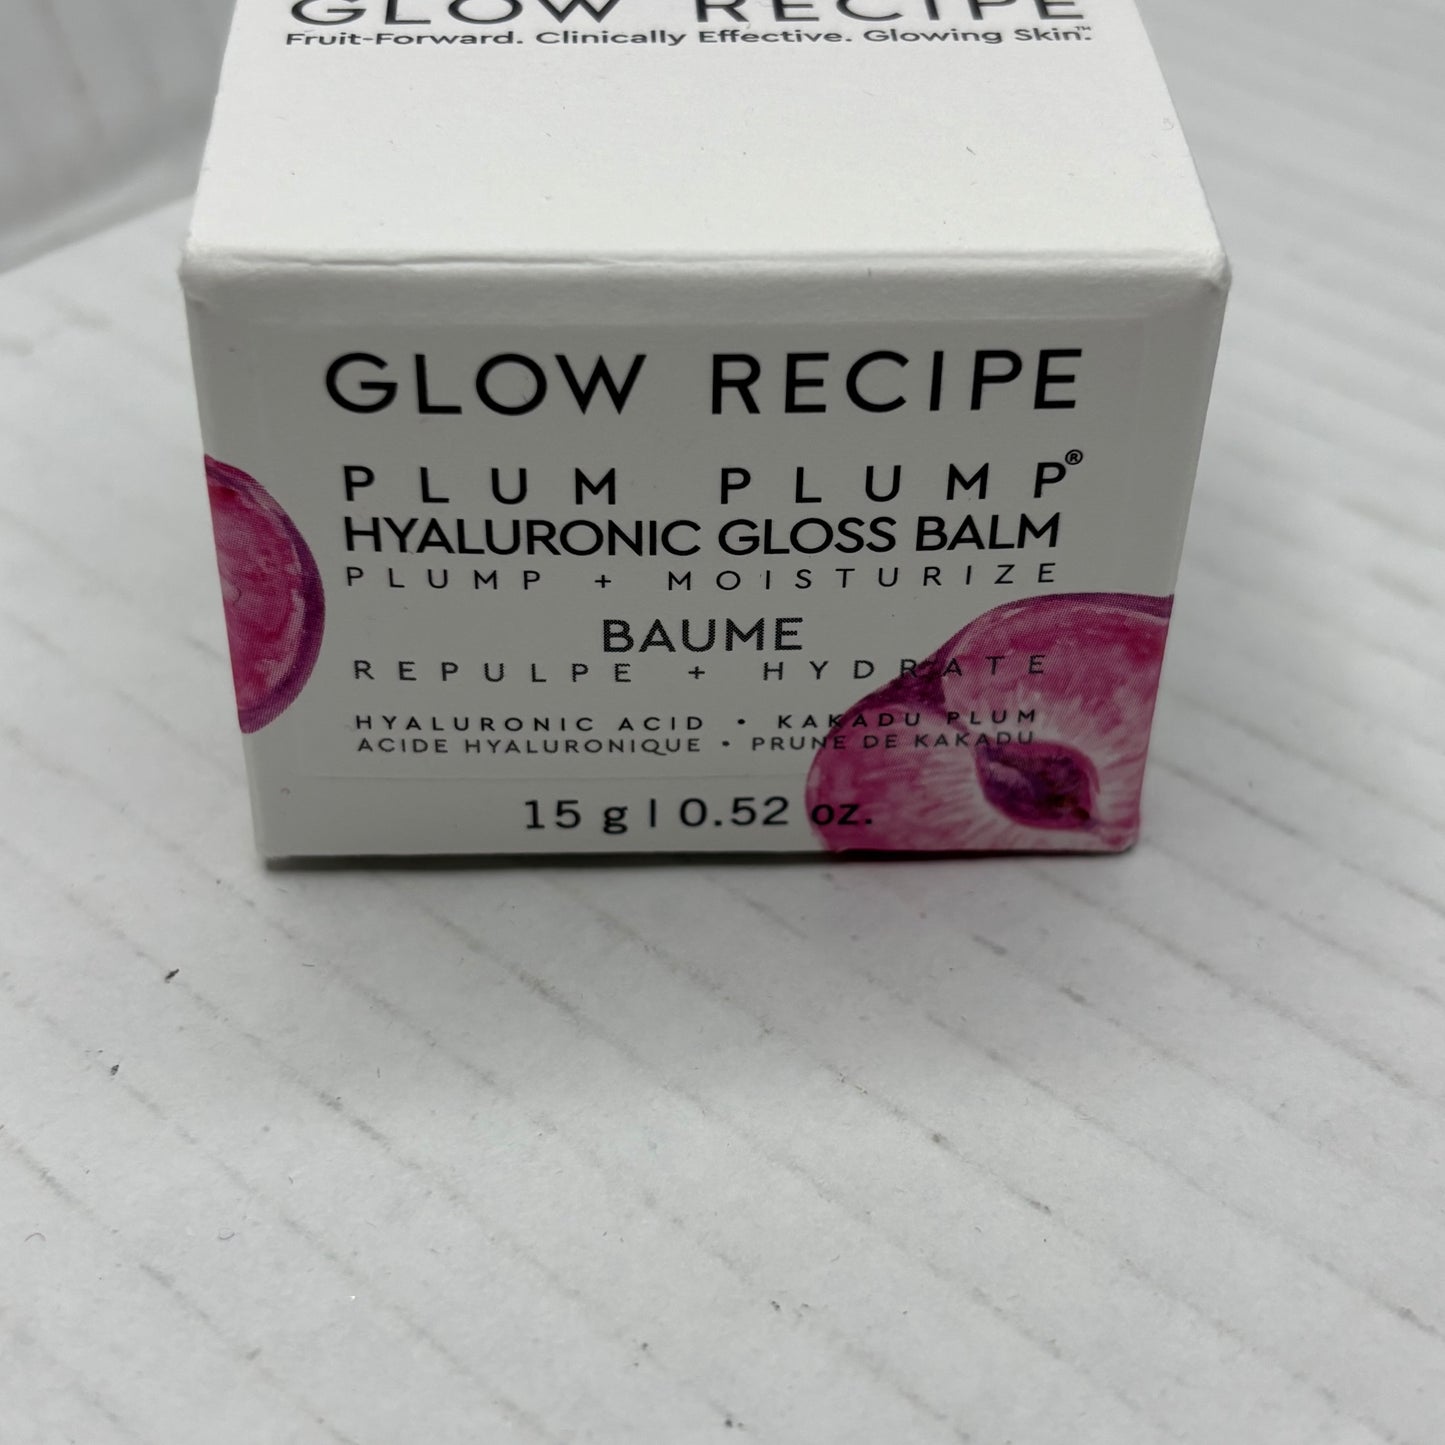 GLOW RECIPE
Fruit-Forward. Clinically Effective. Glowing Skin.™
GLOW RECIPE
PLUM PLUMP®
HYALURONIC GLOSS BALM
PLUMP + MOISTURIZE
BAUME
REPULPE + HYDRATE
HYALURONIC ACID • KAKADU PLUM
ACIDE HYALURONIQUE • PRUNE DE KAKADU
15 g | 0.52 oz.